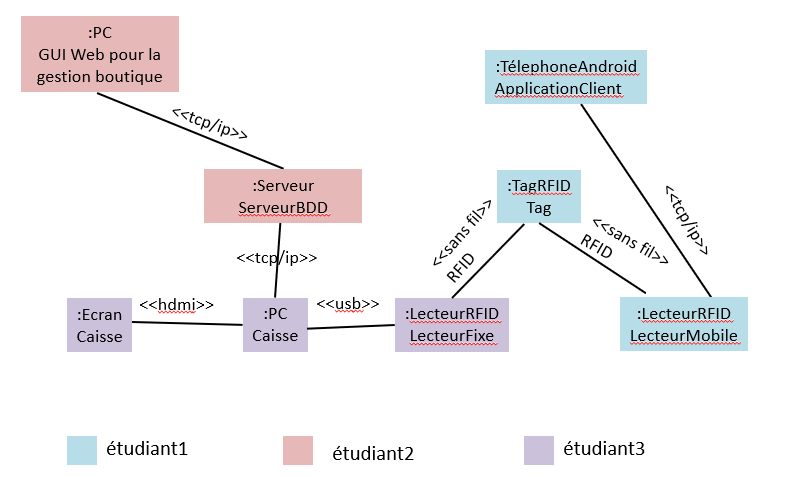 :PC
GUI Web pour la
gestion boutique
:TélephoneAndroid
ApplicationClient
<<tcp/ip>>
:Serveur
ServeurBDD
:TagRFID
Tag
<<tcp/ip>>
<<sans fil>>
RFID
<<sans fil>>
RFID
<<tcp/ip>>
:Ecran
Caisse
<<hdmi>>
:PC
Caisse
<<usb>>
:LecteurRFID
LecteurFixe
:LecteurRFID
LecteurMobile
étudiant1
étudiant2
étudiant3